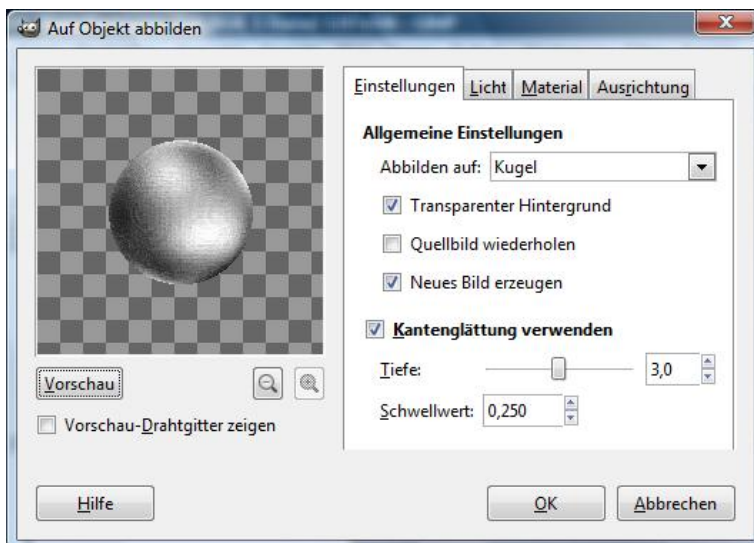 Auf Objekt abbilden
Einstellungen Licht Material Ausrichtung
Allgemeine Einstellungen
Abbilden auf: Kugel
Transparenter Hintergrund
Quellbild wiederholen
Neues Bild erzeugen
Kantenglättung verwenden
Tiefe: 3,0
Schwellwert: 0,250
Vorschau
Vorschau-Drahtgitter zeigen
Hilfe OK Abbrechen